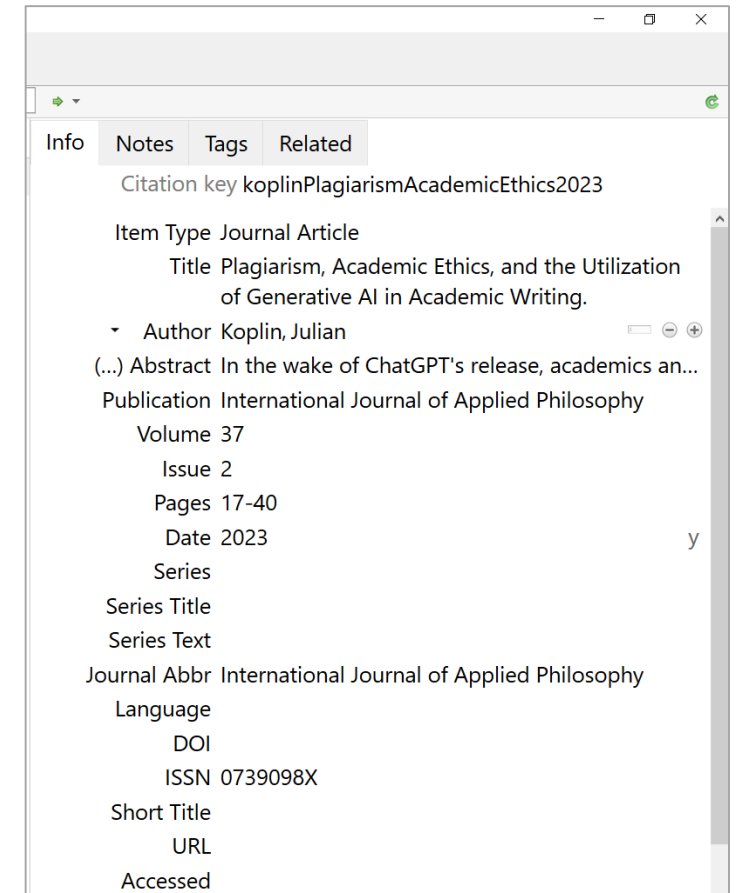 Info Notes Tags Related
Citation key koplinPlagiarismAcademicEthics2023
Item Type Journal Article
Title Plagiarism, Academic Ethics, and the Utilization
of Generative AI in Academic Writing.
Author Koplin, Julian
(...) Abstract In the wake of ChatGPT's release, academics an...
Publication International Journal of Applied Philosophy
Volume 37
Issue 2
Pages 17-40
Date 2023 y
Series
Series Title
Series Text
Journal Abbr International Journal of Applied Philosophy
Language
DOI
ISSN 0739098X
Short Title
URL
Accessed